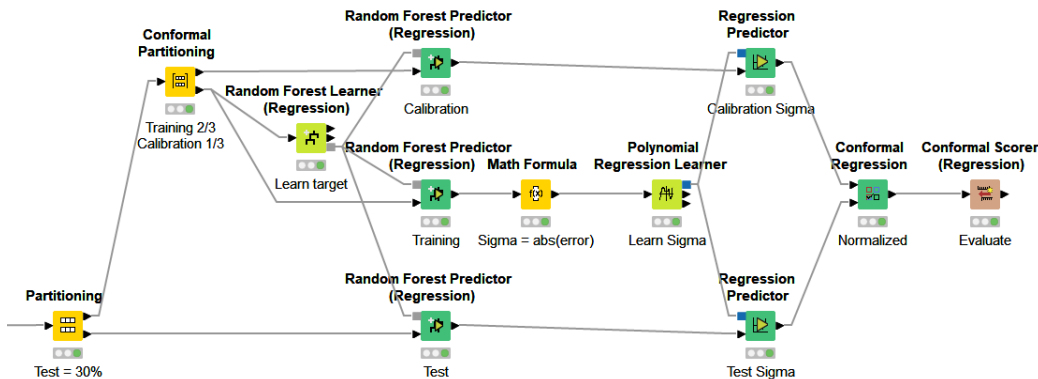 Random Forest Predictor
(Regression)
Calibration
Regression
Predictor
Calibration Sigma
Conformal
Partitioning
Training 2/3
Calibration 1/3
Random Forest Learner
(Regression)
Learn target
Random Forest Predictor
(Regression)
Training
Math Formula
f(x)
Sigma = abs(error)
Polynomial
Regression Learner
Learn Sigma
Conformal
Regression
Normalized
Conformal Scorer
(Regression)
Evaluate
Partitioning
Test = 30%
Random Forest Predictor
(Regression)
Test
Regression
Predictor
Test Sigma